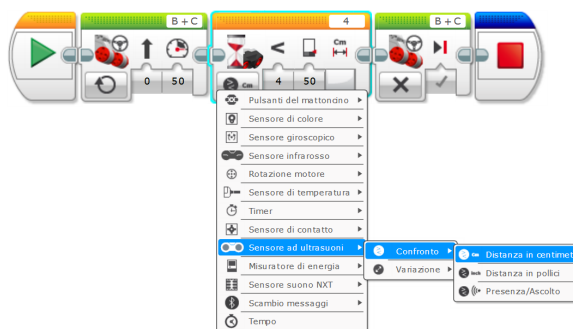 B + C
4
B + C
Cm
0
50
Cm
4
50
Pulsanti del mattoncino
Sensore di colore
Sensore giroscopico
Sensore infrarosso
Rotazione motore
Sensore di temperatura
Timer
Sensore di contatto
Sensore ad ultrasuoni
Confronto
Cm
Distanza in centimet
Misuratore di energia
Variazione
Inch
Distanza in pollici
Sensore suono NXT
Presenza/Ascolto
Scambio messaggi
Tempo